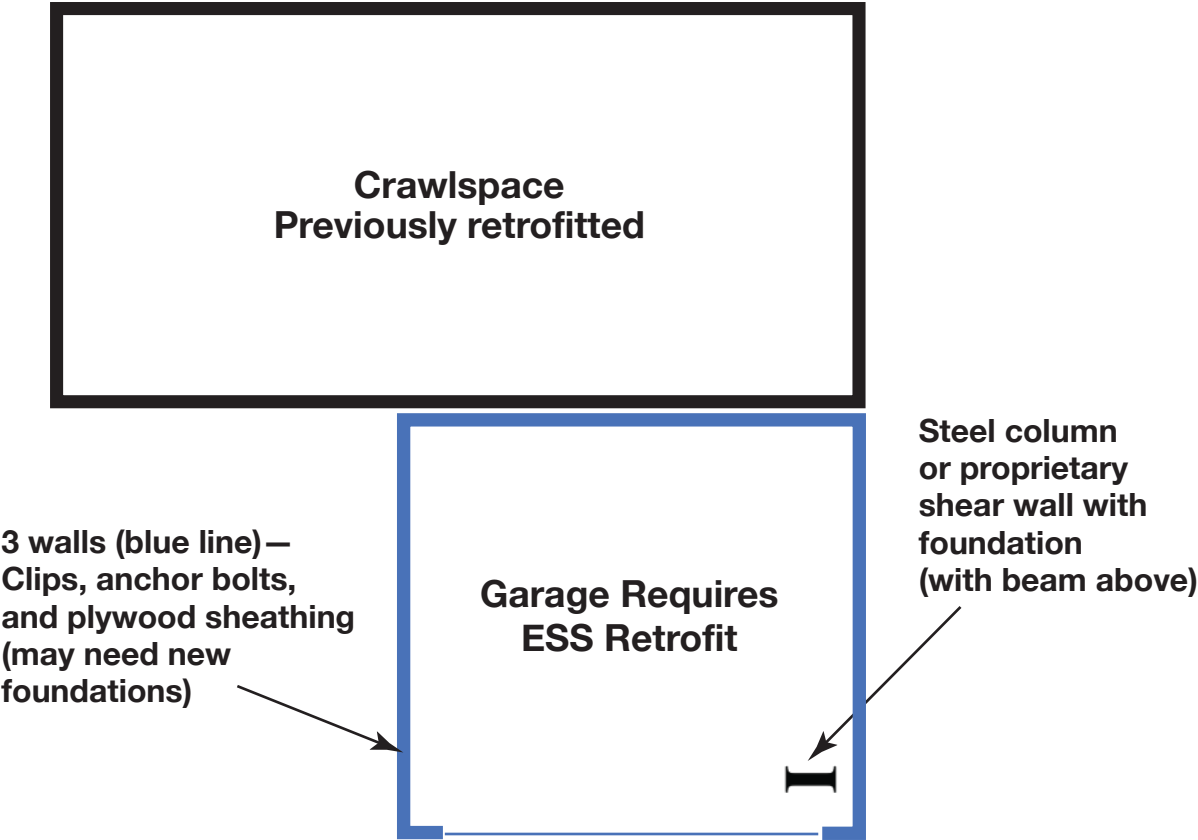 Crawlspace
Previously retrofitted
Steel column
or proprietary
shear wall with
foundation
(with beam above)
3 walls (blue line)—
Clips, anchor bolts,
and plywood sheathing
(may need new
foundations)
Garage Requires
ESS Retrofit